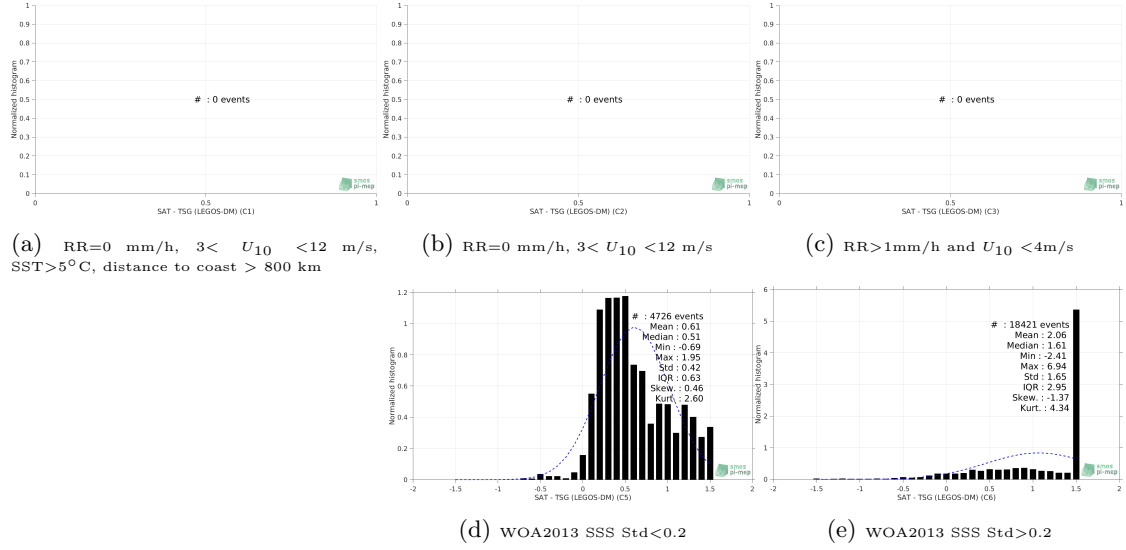 1
0.9
0.8
0.7
0.6
0.5
0.4
0.3
0.2
0.1
0
Normalized histogram
# : 0 events
smos
pi-mep
0 0.5 1
SAT - TSG (LEGOS-DM) (C1)
(a) RR=0 mm/h, 3< U10 <12 m/s,
SST>5°C, distance to coast > 800 km
1
0.9
0.8
0.7
0.6
0.5
0.4
0.3
0.2
0.1
0
Normalized histogram
# : 0 events
smos
pi-mep
0 0.5 1
SAT - TSG (LEGOS-DM) (C2)
(b) RR=0 mm/h, 3< U10 <12 m/s
1
0.9
0.8
0.7
0.6
0.5
0.4
0.3
0.2
0.1
0
Normalized histogram
# : 0 events
smos
pi-mep
0 0.5 1
SAT - TSG (LEGOS-DM) (C3)
(c) RR>1mm/h and U10 <4m/s
1.2
1
0.8
0.6
0.4
0.2
0
Normalized histogram
# : 4726 events
Mean : 0.61
Median : 0.51
Min : -0.69
Max : 1.95
Std : 0.42
IQR : 0.63
Skew. : 0.46
Kurt. : 2.60
smos
pi-mep
-2 -1.5 -1 -0.5 0 0.5 1 1.5 2
SAT - TSG (LEGOS-DM) (C5)
(d) WOA2013 SSS Std<0.2
6
5
4
3
2
1
0
Normalized histogram
# : 18421 events
Mean : 2.06
Median : 1.61
Min : -2.41
Max : 6.94
Std : 1.65
IQR : 2.95
Skew. : -1.37
Kurt. : 4.34
smos
pi-mep
-2 -1.5 -1 -0.5 0 0.5 1 1.5 2
SAT - TSG (LEGOS-DM) (C6)
(e) WOA2013 SSS Std>0.2